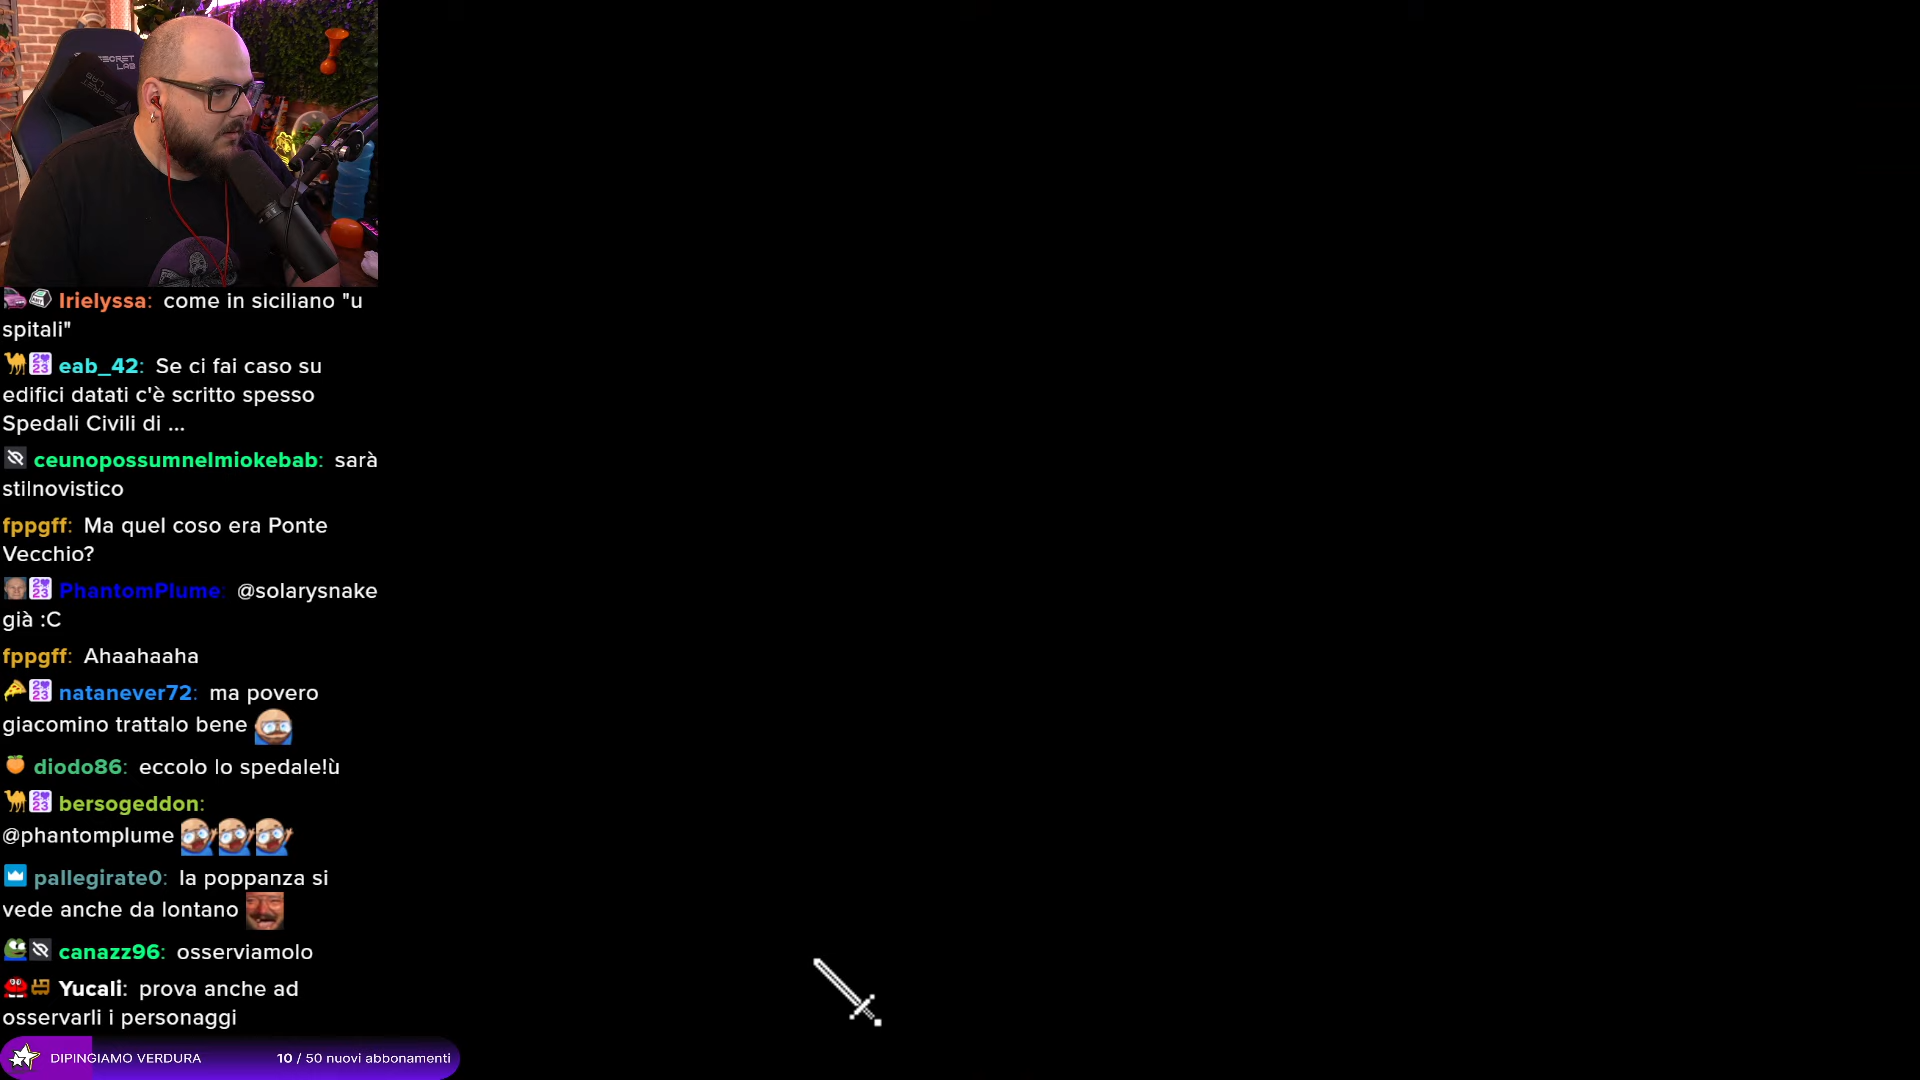 SECRET
LAB
Irielyssa: come in siciliano "u
spitali"
eab_42: Se ci fai caso su
edifici datati c'è scritto spesso
Spedali Civili di ...
ceunopossumnelmiokebab: sarà
stilnovistico
fppgff: Ma quel coso era Ponte
Vecchio?
PhantomPlume: @solarysnake
già :C
fppgff: Ahaahaaha
natanever72: ma povero
giacomino trattalo bene
diodo86: eccolo lo spedale!ù
bersogeddon:
@phantomplume
pallegirate0: la poppanza si
vede anche da lontano
canazz96: osserviamolo
Yucali: prova anche ad
osservarli i personaggi
DIPINGIAMO VERDURA 10 / 50 nuovi abbonamenti